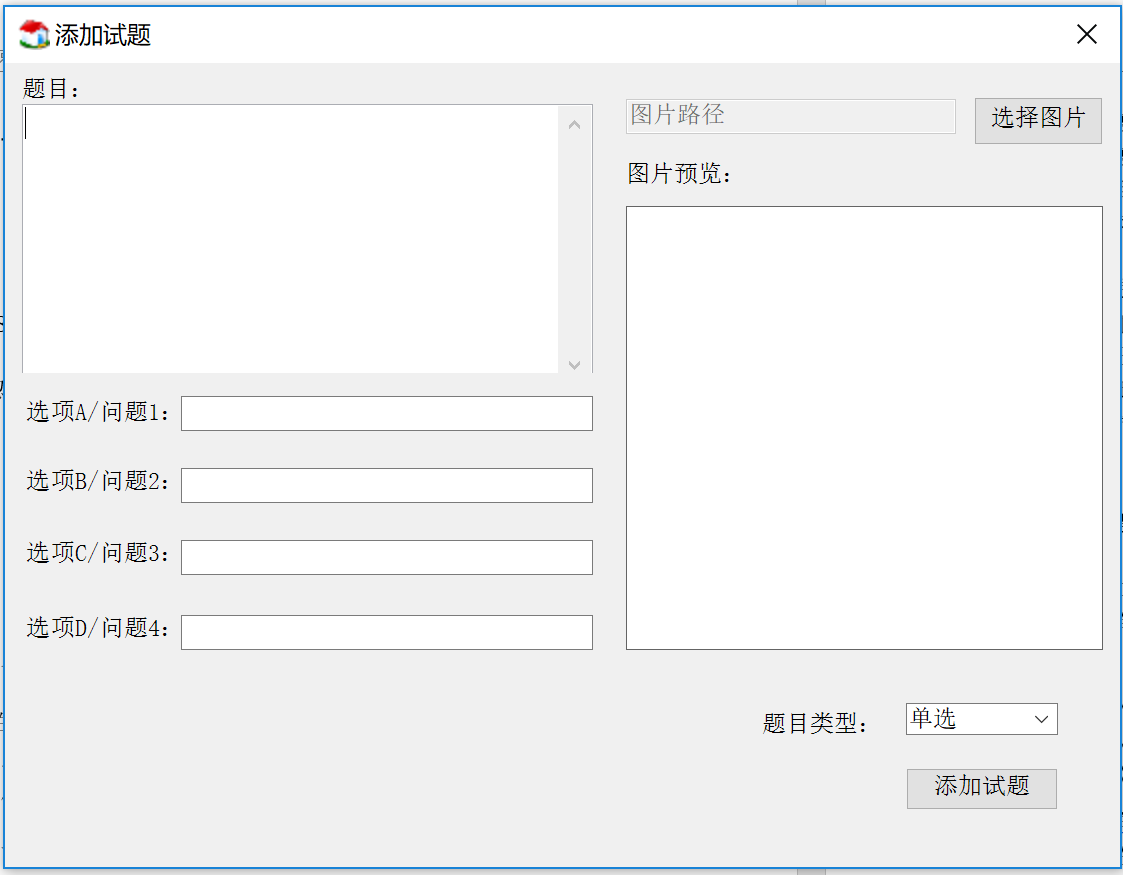 添加试题
题目：
图片路径
选择图片
图片预览：
选项A/问题1：
选项B/问题2：
选项C/问题3：
选项D/问题4：
题目类型：
单选
添加试题